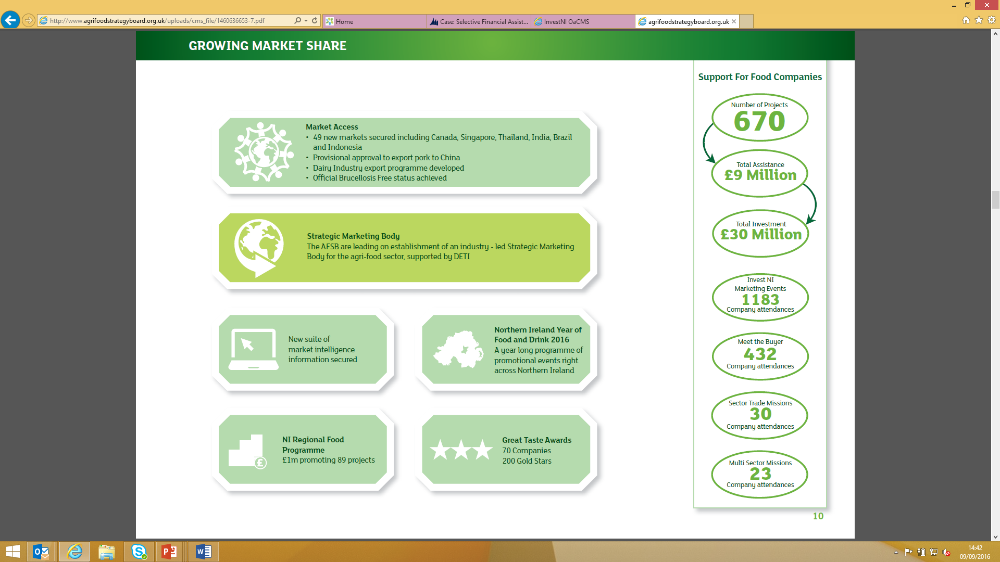 http://www.agrifoodstrategyboard.org.uk/uploads/cms_file/1460636653-7.pdf
Home
Case: Selective Financial Assist...
InvestNI OaCMS
agrifoodstrategyboard.org.uk
GROWING MARKET SHARE
Market Access
• 49 new markets secured including Canada, Singapore, Thailand, India, Brazil
and Indonesia
• Provisional approval to export pork to China
• Dairy Industry export programme developed
• Official Brucellosis Free status achieved
Strategic Marketing Body
The AFSB are leading on establishment of an industry - led Strategic Marketing
Body for the agri-food sector, supported by DETI
New suite of
market intelligence
information secured
Northern Ireland Year of
Food and Drink 2016
A year long programme of
promotional events right
across Northern Ireland
NI Regional Food
Programme
£1m promoting 89 projects
£
Great Taste Awards
70 Companies
200 Gold Stars
Support For Food Companies
Number of Projects
670
Total Assistance
£9 Million
Total Investment
£30 Million
Invest NI
Marketing Events
1183
Company attendances
Meet the Buyer
432
Company attendances
Sector Trade Missions
30
Company attendances
Multi Sector Missions
23
Company attendances
10
14:42
09/09/2016